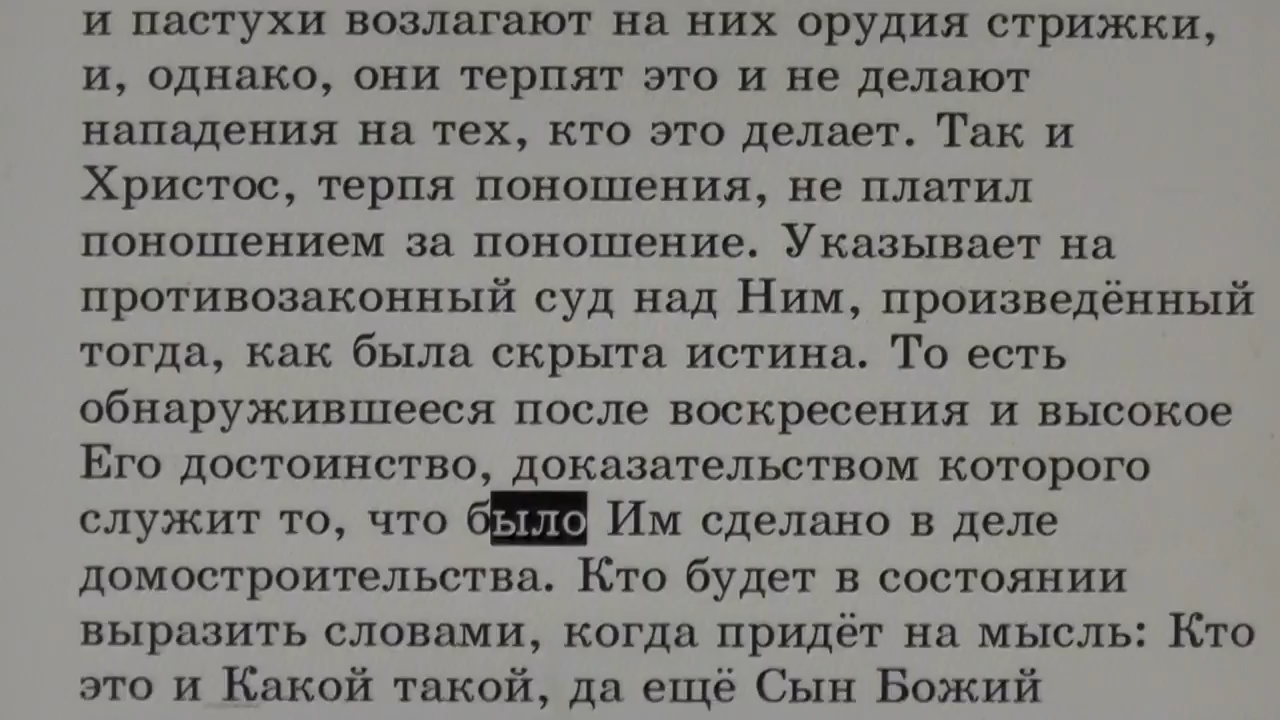 и пастухи возлагают на них орудия стрижки,
и, однако, они терпят это и не делают
нападения на тех, кто это делает. Так и
Христос, терпя поношения, не платил
поношением за поношение. Указывает на
противозаконный суд над Ним, произведённый
тогда, как была скрыта истина. То есть
обнаружившееся после воскресения и высокое
Его достоинство, доказательством которого
служит то, что было Им сделано в деле
домостроительства. Кто будет в состоянии
выразить словами, когда придёт на мысль: Кто
это и Какой такой, да ещё Сын Божий